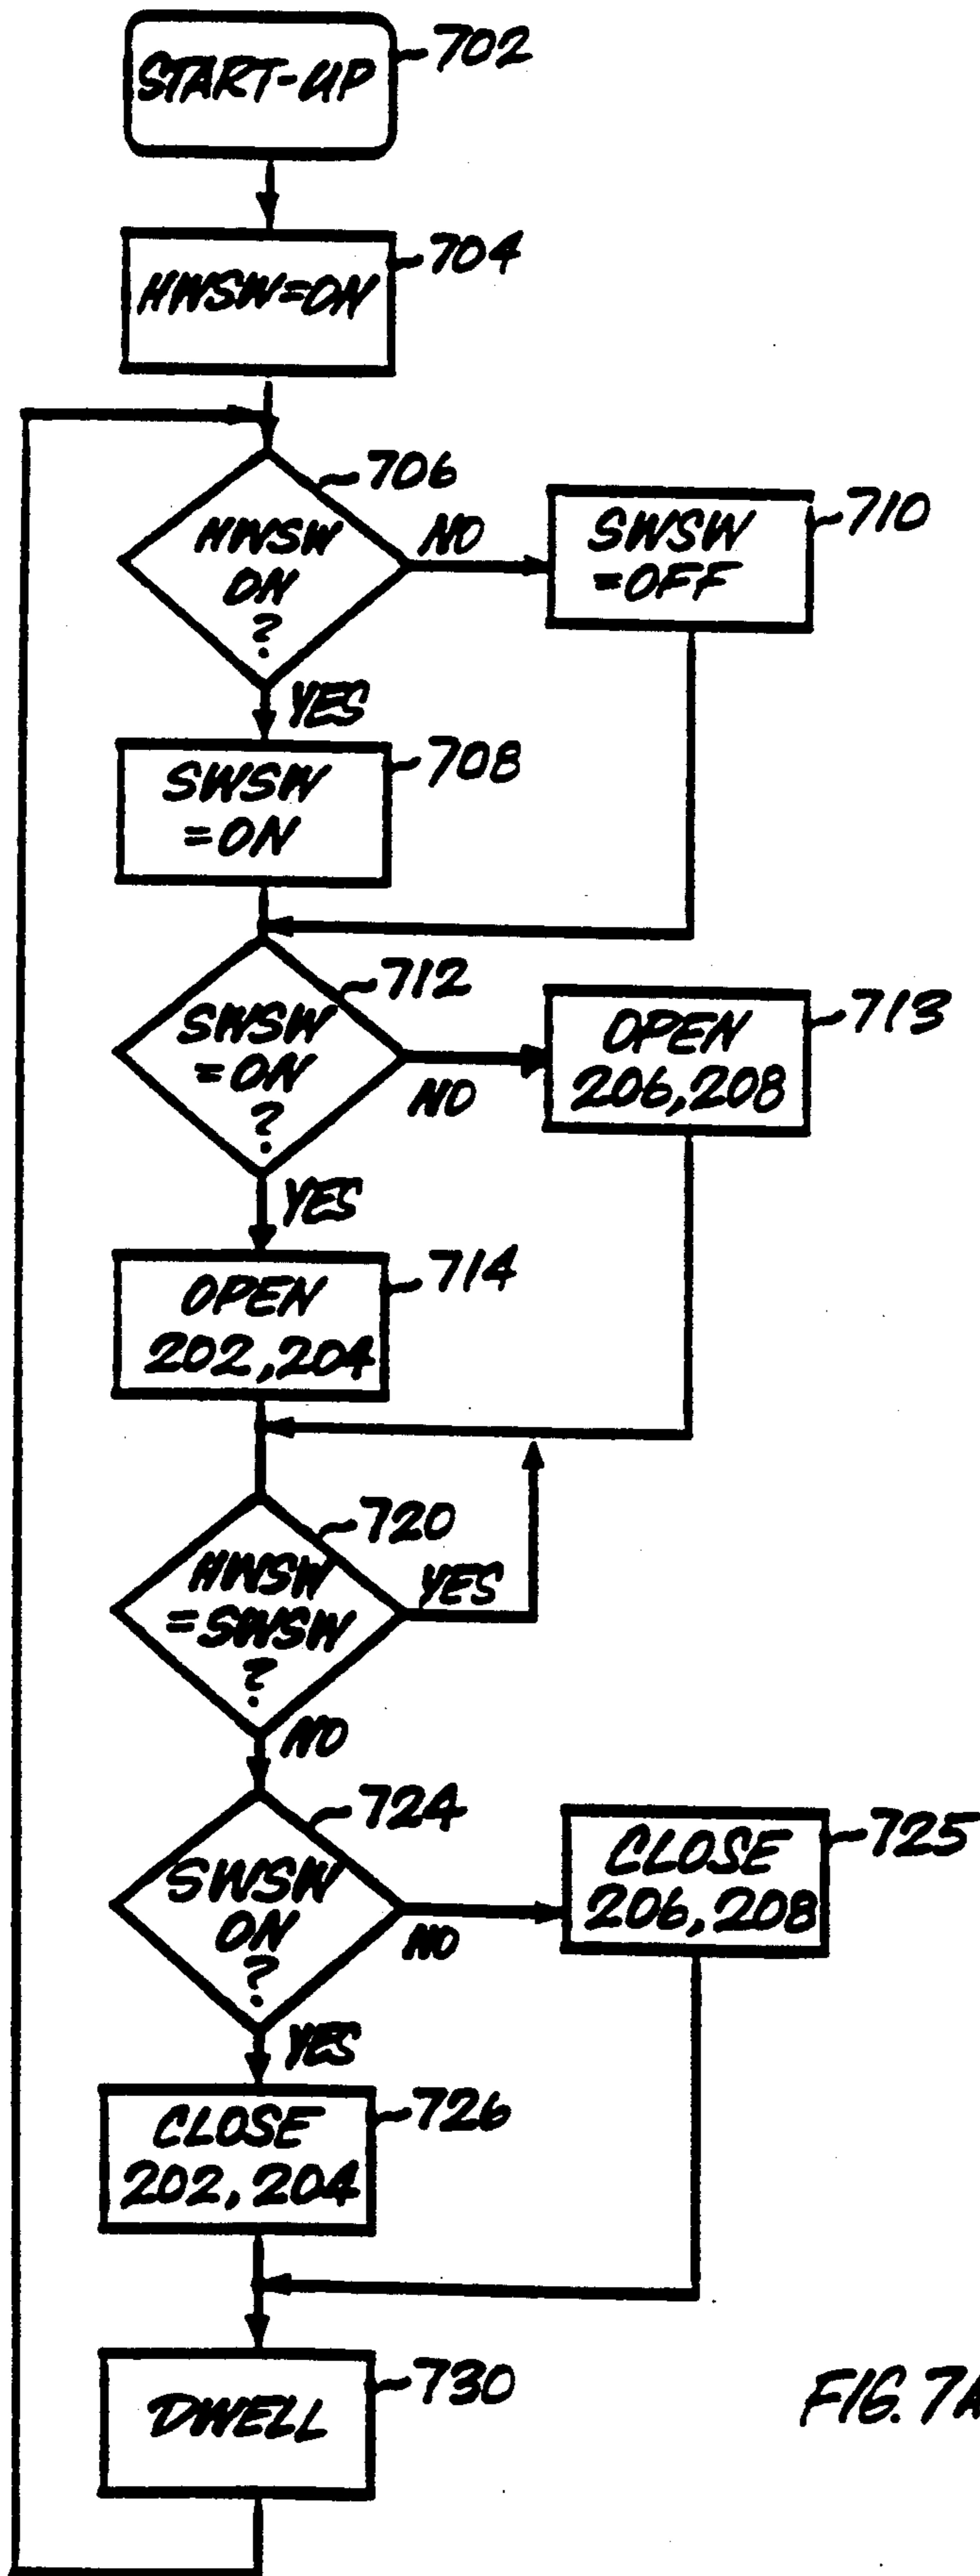 START-UP
702
HWSW=ON
704
706
HWSW
ON
?
NO
SWSW
=OFF
710
YES
SWSW
=ON
708
712
SWSW
=ON
?
NO
OPEN
206,208
713
YES
OPEN
202,204
714
720
HWSW
=SWSW
?
YES
NO
724
SWSW
ON
?
NO
CLOSE
206,208
725
YES
CLOSE
202,204
726
DWELL
730
FIG. 7A